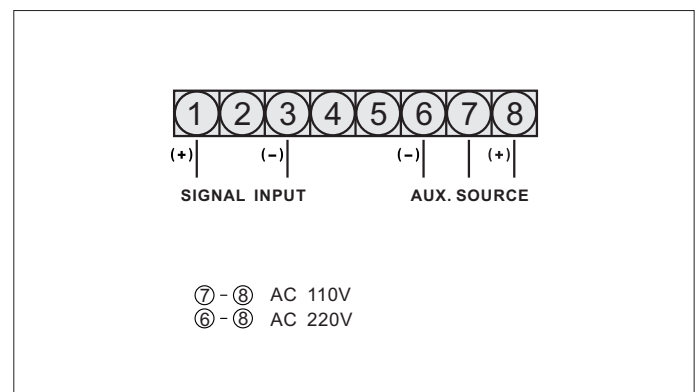 1 2 3 4 5 6 7 8
(+) (-) (-) (+)
SIGNAL INPUT AUX. SOURCE
⑦ - ⑧ AC 110V
⑥ - ⑧ AC 220V